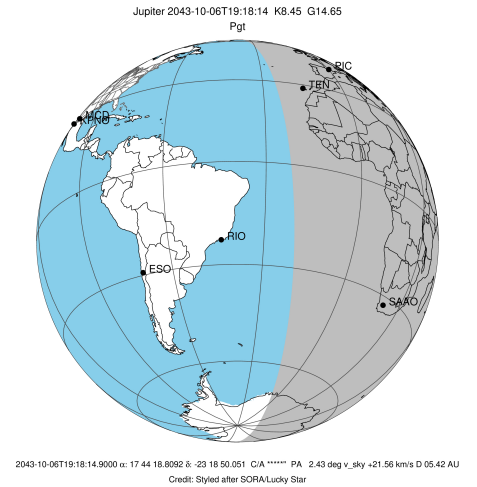 Jupiter 2043-10-06T19:18:14 K8.45 G14.65
Pgt
PIC
TEN
MCD
KPNO
RIO
ESO
SAAO
2043-10-06T19:18:14.9000 α: 17 44 18.8092 δ: -23 18 50.051 C/A *****" PA 2.43 deg v_sky +21.56 km/s D 05.42 AU
Credit: Styled after SORA/Lucky Star